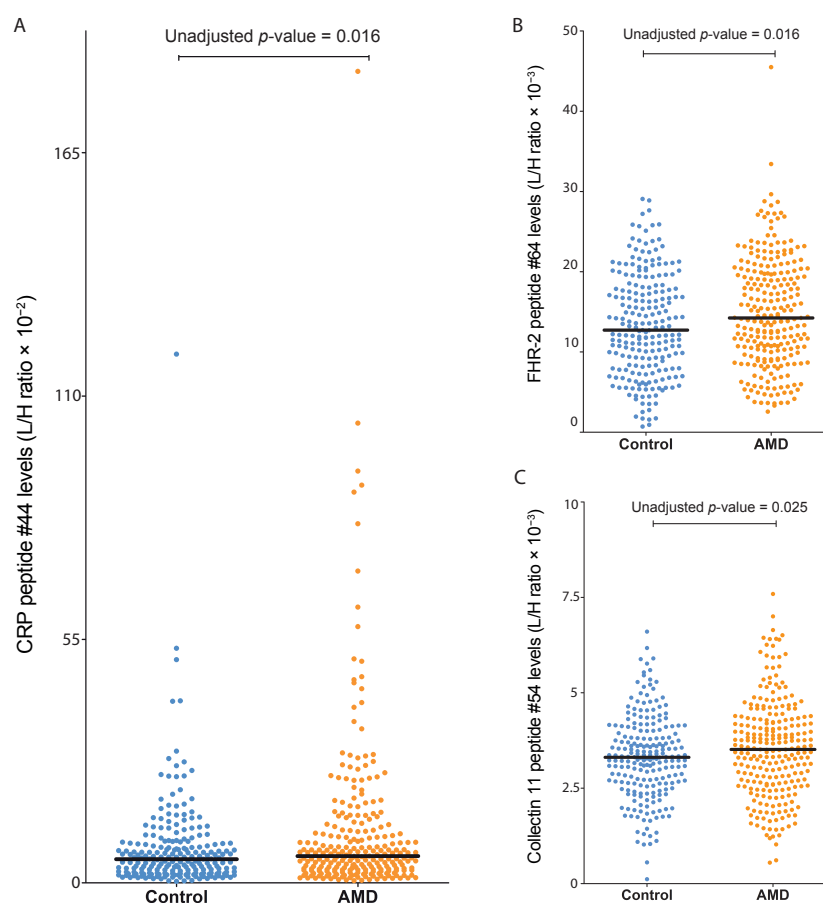 A
Unadjusted p-value = 0.016
CRP peptide #44 levels (L/H ratio × 10⁻²)
165
110
55
0
Control
AMD
B
Unadjusted p-value = 0.016
FHR-2 peptide #64 levels (L/H ratio × 10⁻³)
50
40
30
20
10
0
Control
AMD
C
Unadjusted p-value = 0.025
Collectin 11 peptide #54 levels (L/H ratio × 10⁻³)
10
7.5
5
2.5
0
Control
AMD